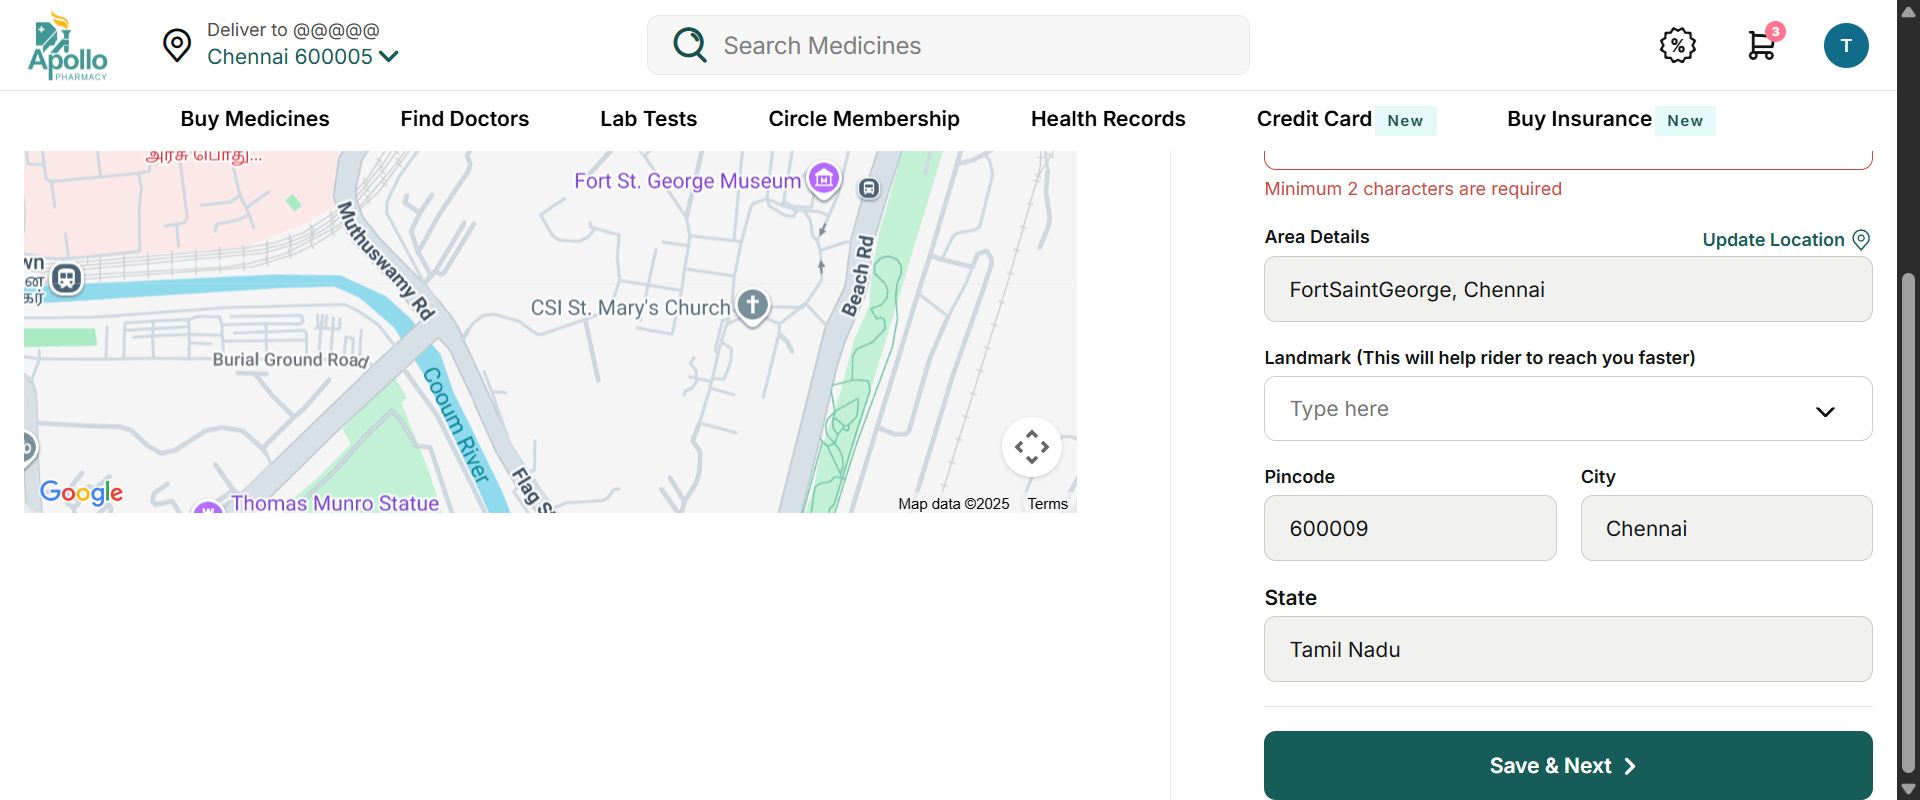 Apollo
PHARMACY
Deliver to @@@@@
Chennai 600005
Search Medicines
%
3
T
Buy Medicines
Find Doctors
Lab Tests
Circle Membership
Health Records
Credit Card New
Buy Insurance New
அரசு பொது...
Fort St. George Museum
Muthuswamy Rd
Beach Rd
CSI St. Mary's Church
Burial Ground Road
Cooum River
Flag S
Google
Thomas Munro Statue
Map data ©2025
Terms
Minimum 2 characters are required
Area Details
Update Location
FortSaintGeorge, Chennai
Landmark (This will help rider to reach you faster)
Type here
Pincode
City
600009
Chennai
State
Tamil Nadu
Save & Next